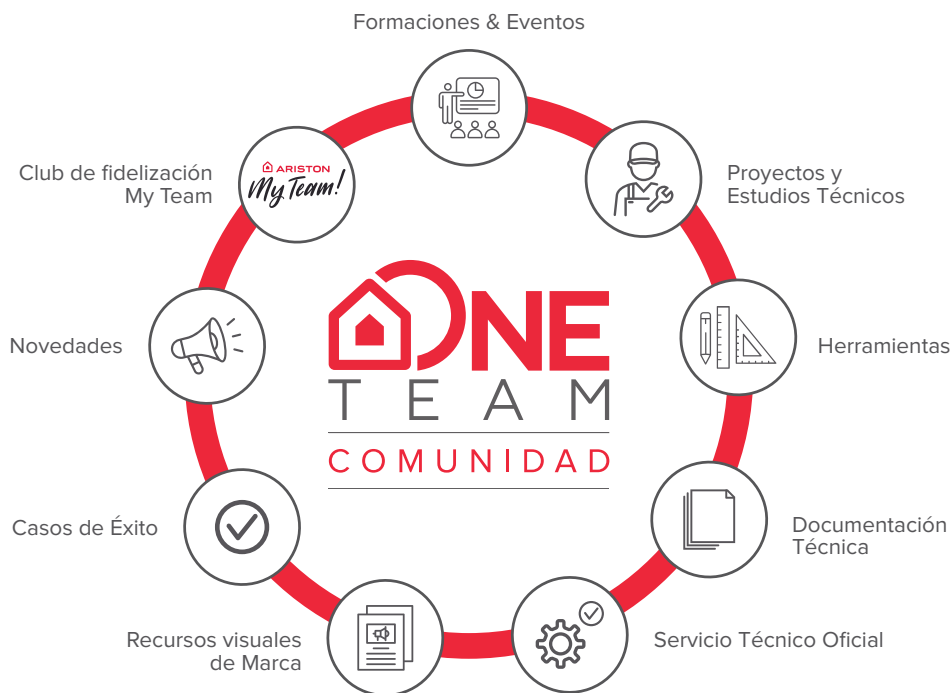 Formaciones & Eventos
Club de fidelización
My Team
ARISTON
My Team!
Proyectos y
Estudios Técnicos
Novedades
ONE
TEAM
COMUNIDAD
Herramientas
Casos de Éxito
Documentación
Técnica
Recursos visuales
de Marca
Servicio Técnico Oficial